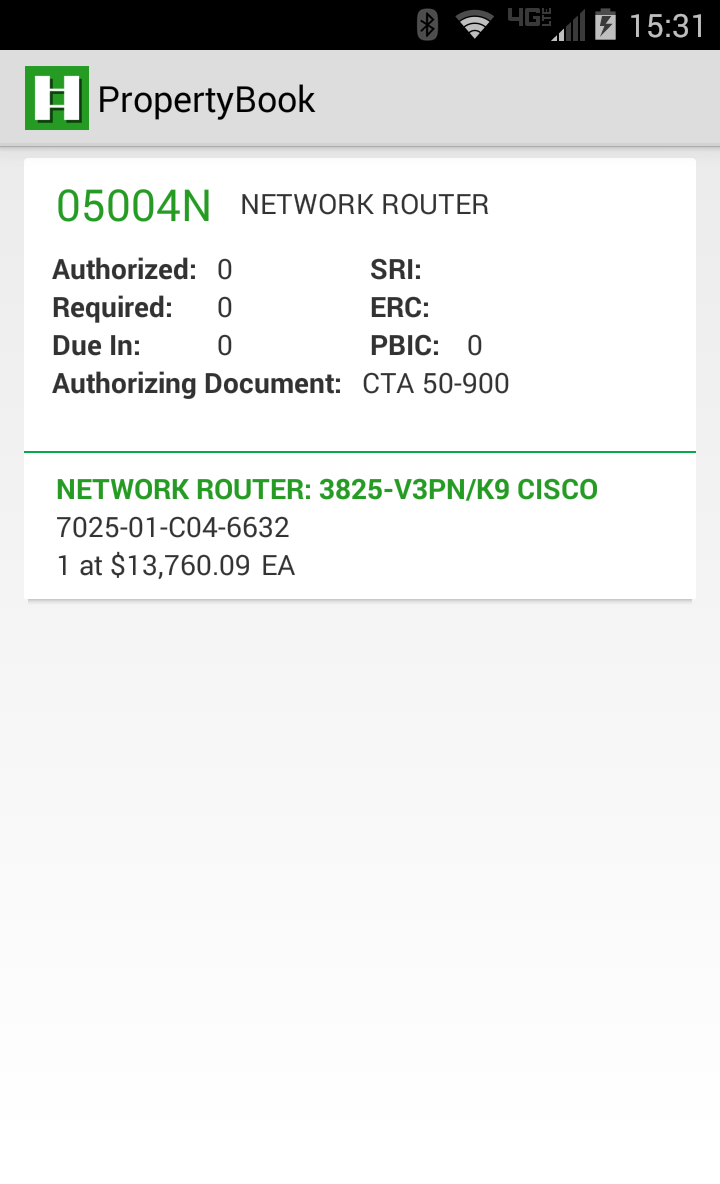 4G LTE 15:31
H PropertyBook
05004N NETWORK ROUTER
Authorized: 0 SRI:
Required: 0 ERC:
Due In: 0 PBIC: 0
Authorizing Document: CTA 50-900
NETWORK ROUTER: 3825-V3PN/K9 CISCO
7025-01-C04-6632
1 at $13,760.09 EA